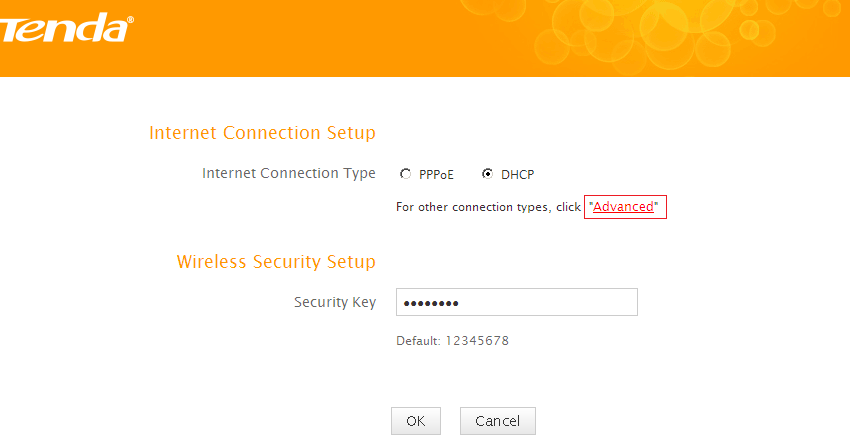 Tenda®
Internet Connection Setup
Internet Connection Type PPPoE DHCP
For other connection types, click "Advanced"
Wireless Security Setup
Security Key ••••••••
Default: 12345678
OK Cancel